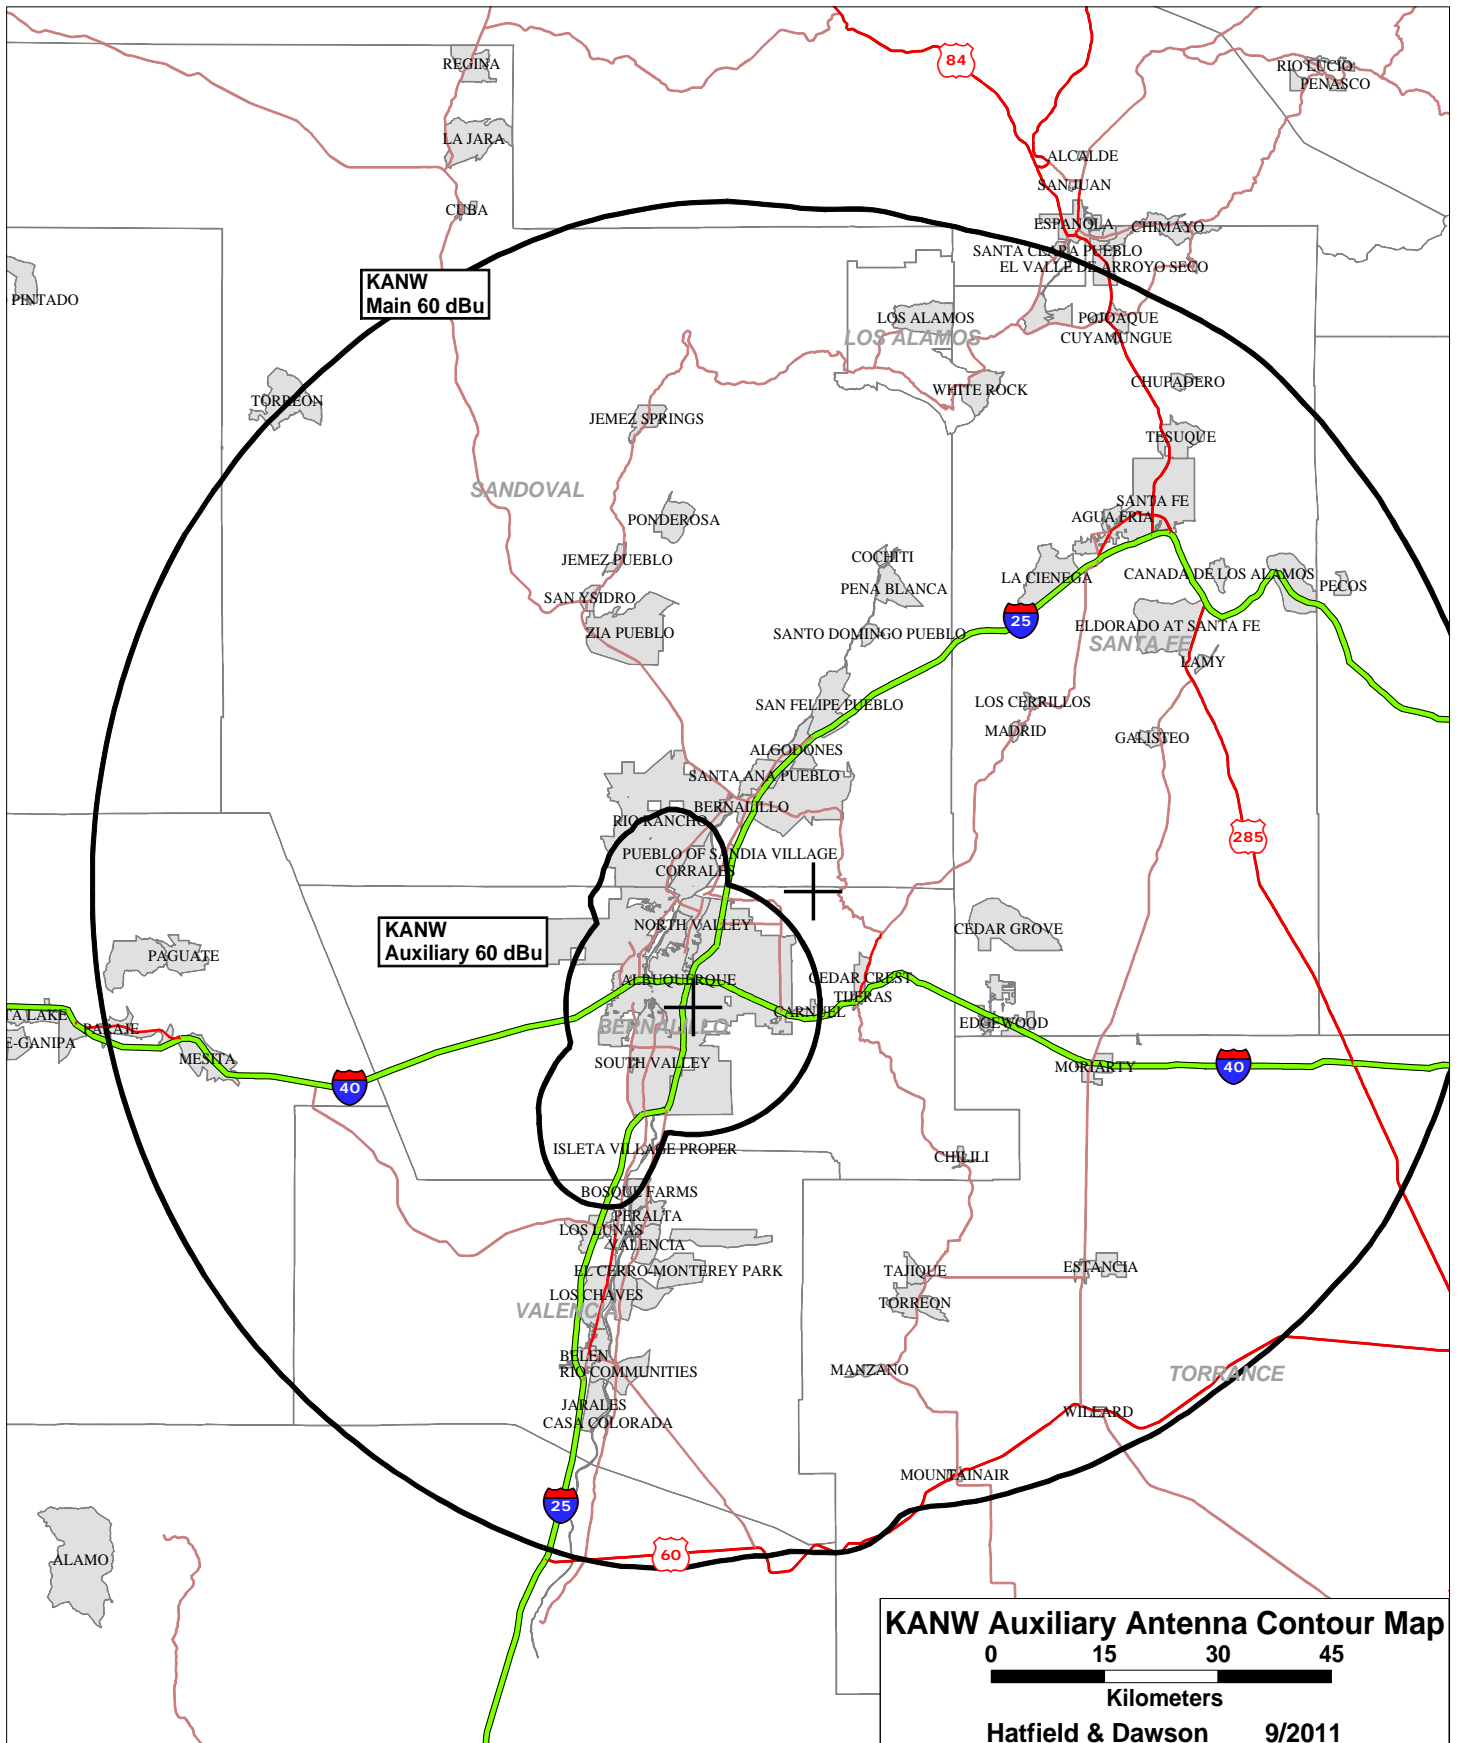 84
REGINA
RIO LUCIO
PENASCO
LA JARA
ALCALDE
SAN JUAN
CUBA
ESPANOLA
CHIMAYO
SANTA CLARA PUEBLO
EL VALLE DE ARROYO SECO
KANW
Main 60 dBu
PINTADO
LOS ALAMOS
POJOAQUE
LOS ALAMOS
CUYAMUNGUE
CHUPADERO
WHITE ROCK
TORREON
JEMEZ SPRINGS
TESUQUE
SANDOVAL
SANTA FE
PONDEROSA
AGUA FRIA
JEMEZ PUEBLO
COCHITI
LA CIENEGA
CANADA DE LOS ALAMOS
PECOS
PENA BLANCA
SAN YSIDRO
25
ZIA PUEBLO
SANTO DOMINGO PUEBLO
ELDORADO AT SANTA FE
SANTA FE
LAMY
SAN FELIPE PUEBLO
LOS CERRILLOS
MADRID
GALISTEO
ALGODONES
SANTA ANA PUEBLO
BERNALILLO
RIO RANCHO
285
PUEBLO OF SANDIA VILLAGE
CORRALES
KANW
Auxiliary 60 dBu
NORTH VALLEY
CEDAR GROVE
PAGUATE
ALBUQUERQUE
CEDAR CREST
TIJERAS
CARNUEL
TA LAKE
PARAJE
BERNALILLO
EDGEWOOD
E-GANIPA
MESITA
SOUTH VALLEY
MORIARTY
40
40
ISLETA VILLAGE PROPER
CHILILI
BOSQUE FARMS
PERALTA
LOS LUNAS
VALENCIA
EL CERRO-MONTEREY PARK
TAJIQUE
ESTANCIA
LOS CHAVES
TORREON
VALENCIA
BELEN
RIO COMMUNITIES
MANZANO
TORRANCE
JARALES
CASA COLORADA
WILLARD
MOUNTAINAIR
25
ALAMO
60
KANW Auxiliary Antenna Contour Map
0 15 30 45
Kilometers
Hatfield & Dawson 9/2011